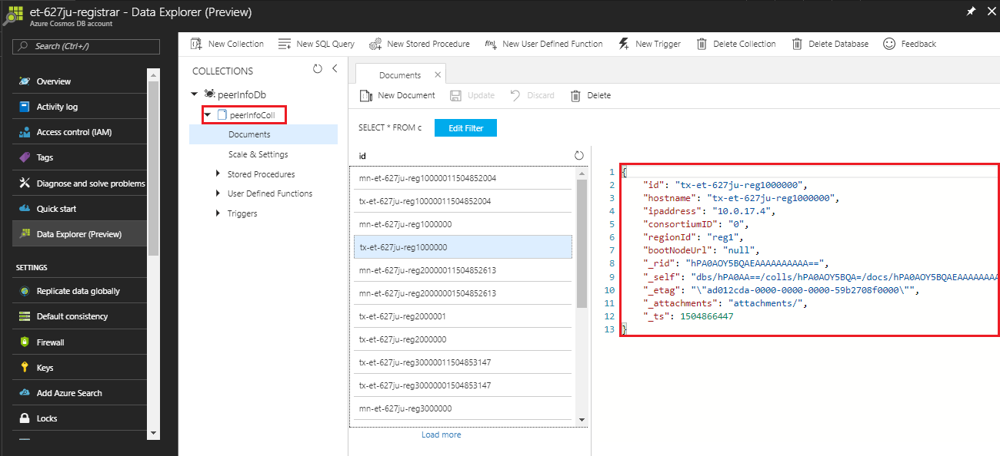 et-627ju-registrar - Data Explorer (Preview)
Azure Cosmos DB account
Search (Ctrl+/)
Overview
Activity log
Access control (IAM)
Tags
Diagnose and solve problems
Quick start
Data Explorer (Preview)
SETTINGS
Replicate data globally
Default consistency
Firewall
Keys
Add Azure Search
Locks
New Collection New SQL Query New Stored Procedure New User Defined Function New Trigger Delete Collection Delete Database Feedback
COLLECTIONS
peerInfoDb
peerInfoColl
Documents
Scale & Settings
Stored Procedures
User Defined Functions
Triggers
Documents
New Document Update Discard Delete
SELECT * FROM c Edit Filter
id
mn-et-627ju-reg10000011504852004
tx-et-627ju-reg10000011504852004
mn-et-627ju-reg1000000
tx-et-627ju-reg1000000
mn-et-627ju-reg20000011504852613
mn-et-627ju-reg20000001504852613
tx-et-627ju-reg2000001
tx-et-627ju-reg2000000
tx-et-627ju-reg30000011504853147
tx-et-627ju-reg30000001504853147
mn-et-627ju-reg3000000
Load more
1 {
2 "id": "tx-et-627ju-reg1000000",
3 "hostname": "tx-et-627ju-reg1000000",
4 "ipaddress": "10.0.17.4",
5 "consortiumID": "0",
6 "regionId": "reg1",
7 "bootNodeUrl": "null",
8 "_rid": "hPA0AOY5BQAEAAAAAAAAAA==",
9 "_self": "dbs/hPA0AA==/colls/hPA0AOY5BQA=/docs/hPA0AOY5BQAEAAAAAAAA
10 "_etag": "\"ad012cda-0000-0000-0000-59b2708f0000\"",
11 "_attachments": "attachments/",
12 "_ts": 1504866447
13 }